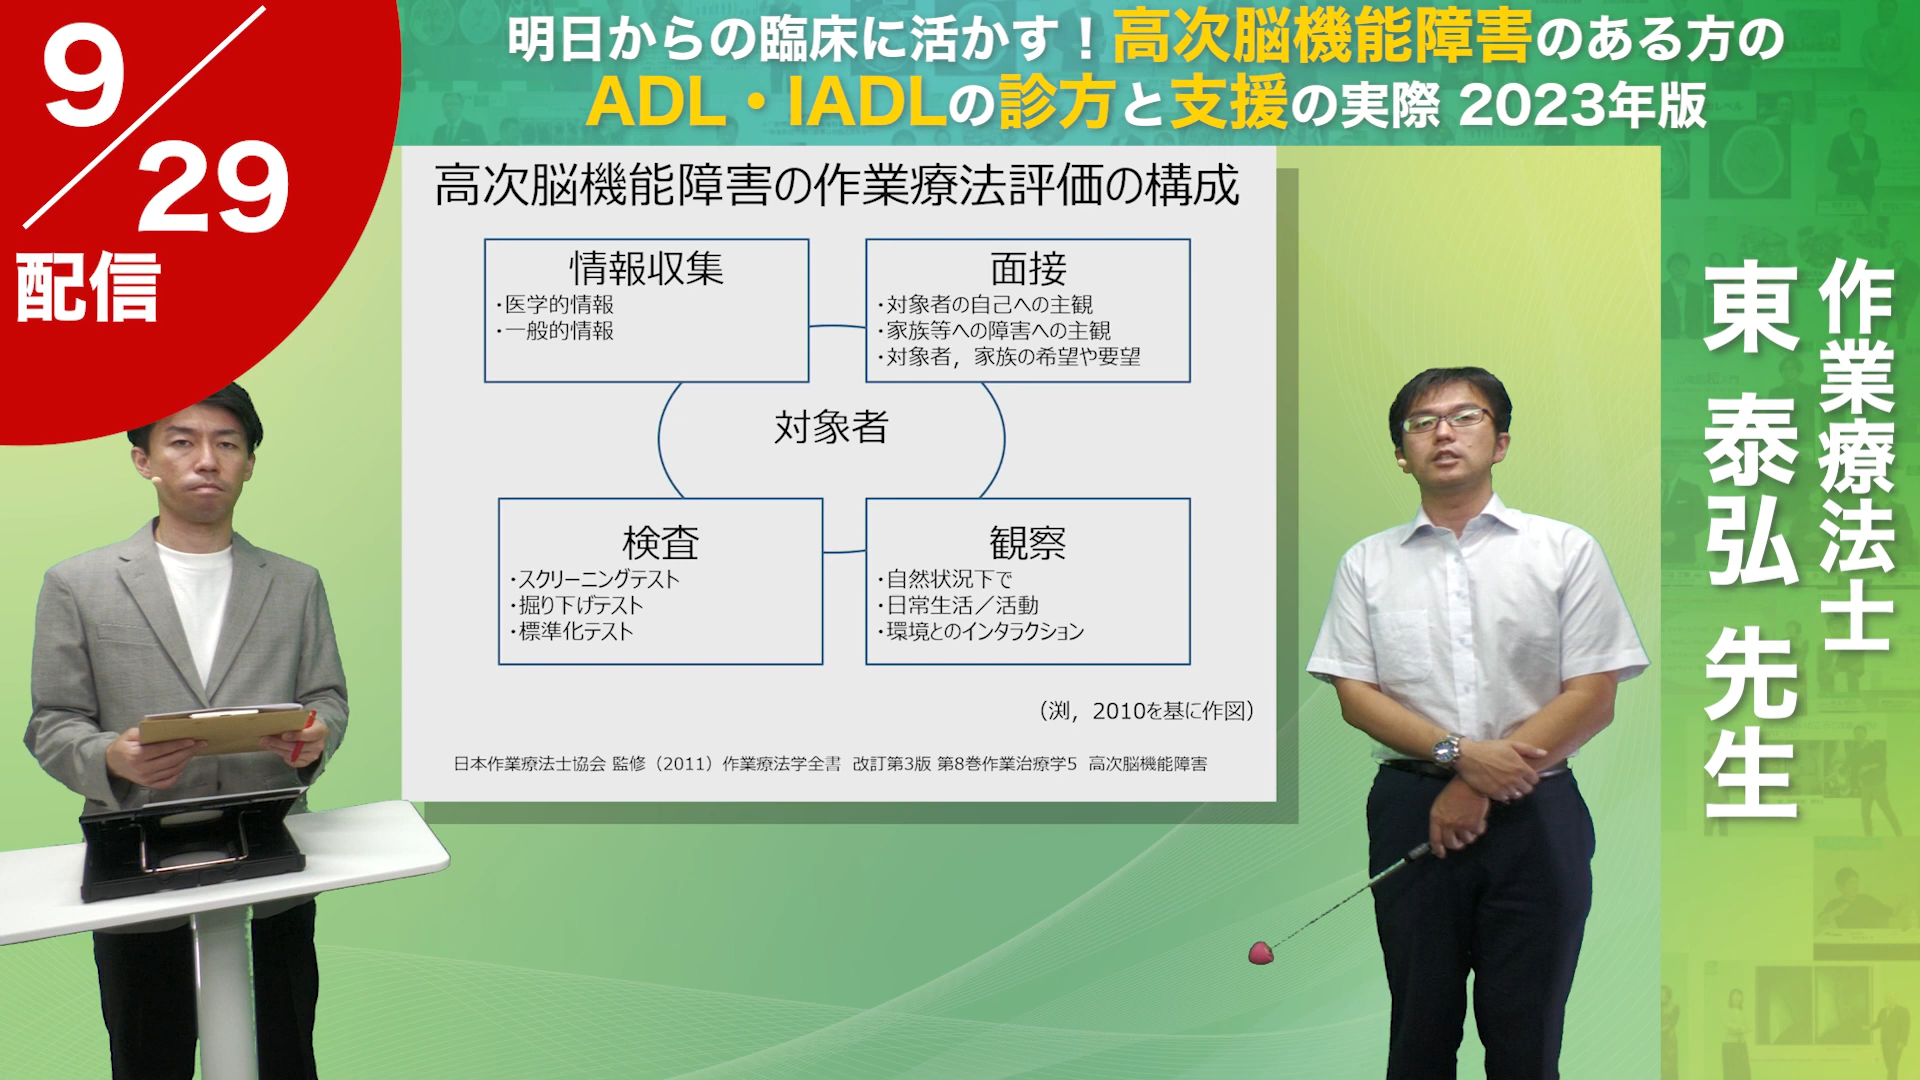 9/29
配信
明日からの臨床に活かす！高次脳機能障害のある方の
ADL・IADLの診方と支援の実際 2023年版
高次脳機能障害の作業療法評価の構成
情報収集
・医学的情報
・一般的情報
面接
・対象者の自己への主観
・家族等への障害への主観
・対象者，家族の希望や要望
対象者
検査
・スクリーニングテスト
・掘り下げテスト
・標準化テスト
観察
・自然状況下で
・日常生活／活動
・環境とのインタラクション
（渕，2010を基に作図）
日本作業療法士協会 監修（2011）作業療法学全書 改訂第3版 第8巻作業治療学5 高次脳機能障害
作業療法士
東 泰弘 先生